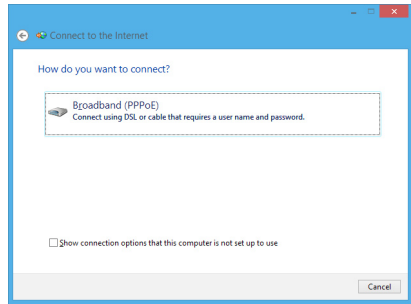 Connect to the Internet
How do you want to connect?
Broadband (PPPoE)
Connect using DSL or cable that requires a user name and password.
Show connection options that this computer is not set up to use
Cancel